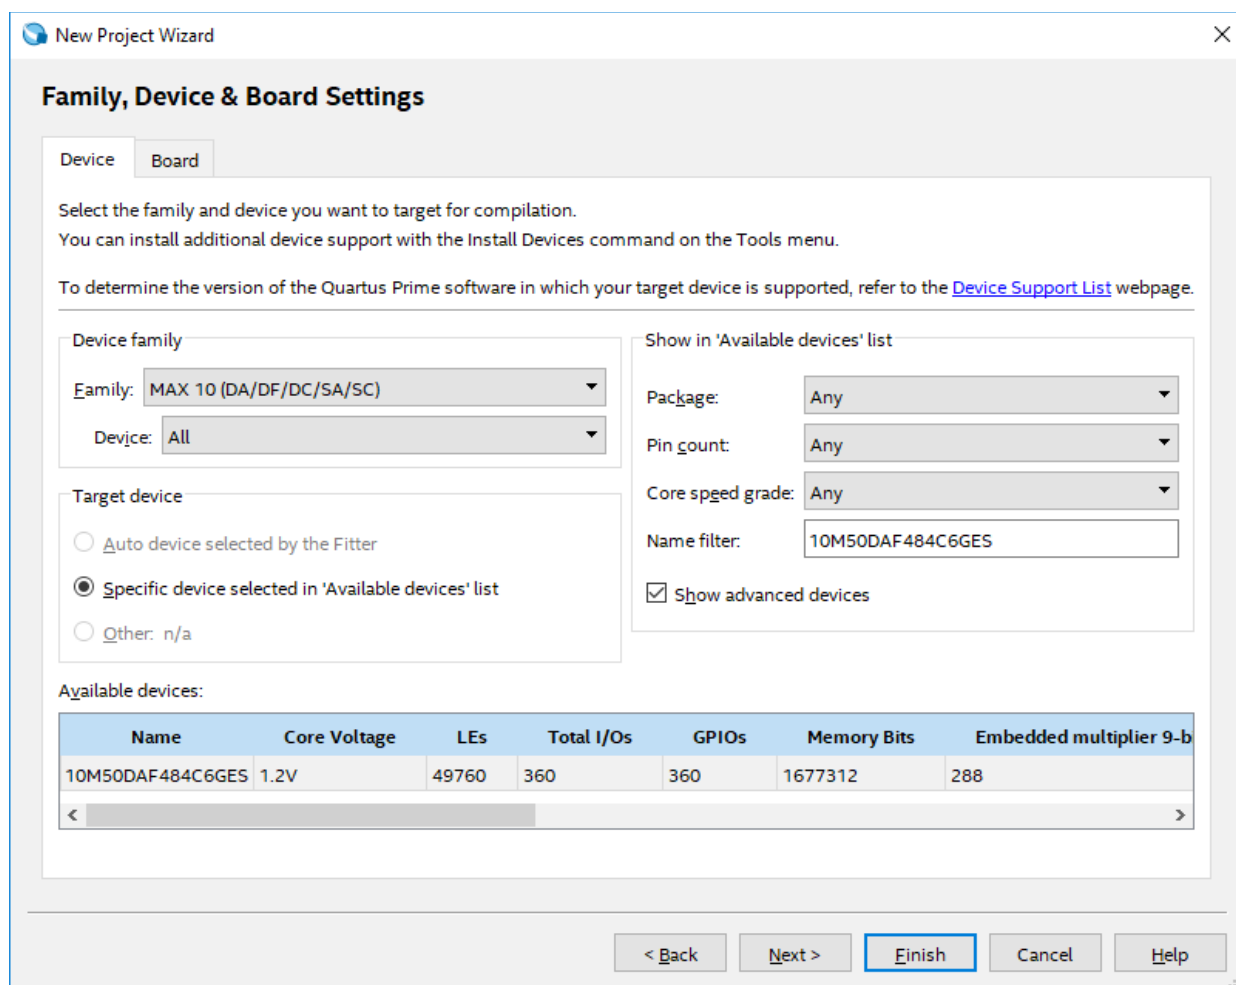 New Project Wizard
Family, Device & Board Settings
Device Board
Select the family and device you want to target for compilation.
You can install additional device support with the Install Devices command on the Tools menu.
To determine the version of the Quartus Prime software in which your target device is supported, refer to the Device Support List webpage.
Device family
Family: MAX 10 (DA/DF/DC/SA/SC)
Device: All
Show in 'Available devices' list
Package: Any
Pin count: Any
Core speed grade: Any
Name filter: 10M50DAF484C6GES
Show advanced devices
Target device
Auto device selected by the Fitter
Specific device selected in 'Available devices' list
Other: n/a
Available devices:
Name Core Voltage LEs Total I/Os GPIOs Memory Bits Embedded multiplier 9-b
10M50DAF484C6GES 1.2V 49760 360 360 1677312 288
< Back Next > Finish Cancel Help